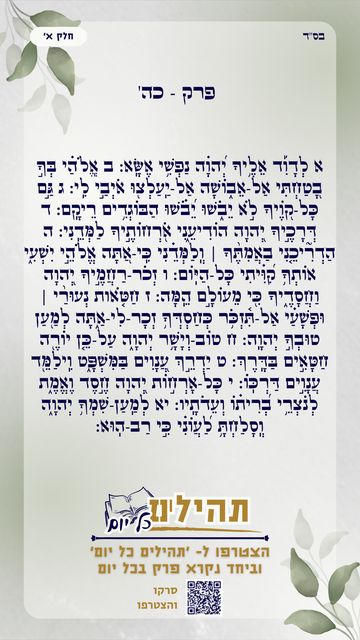 בס"ד
חלק א'
פרק - כה'
א לְדָוִד אֵלֶיךָ יְהוָה נַפְשִׁי אֶשָּׂא: ב אֱלֹהַי בְּךָ
בָטַחְתִּי אַל-אֵבוֹשָׁה אַל-יַעַלְצוּ אֹיְבַי לִי: ג גַּם
כָּל-קֹוֶיךָ לֹא יֵבֹשׁוּ יֵבֹשׁוּ הַבּוֹגְדִים רֵיקָם: ד
דְּרָכֶיךָ יְהוָה הוֹדִיעֵנִי אֹרְחוֹתֶיךָ לַמְּדֵנִי: ה
הַדְרִיכֵנִי בַאֲמִתֶּךָ | וְלַמְּדֵנִי כִּי-אַתָּה אֱלֹהֵי יִשְׁעִי
אוֹתְךָ קִוִּיתִי כָּל-הַיּוֹם: ו זְכֹר-רַחֲמֶיךָ יְהוָה
וַחֲסָדֶיךָ כִּי מֵעוֹלָם הֵמָּה: ז חַטֹּאות נְעוּרַי |
וּפְשָׁעַי אַל-תִּזְכֹּר כְּחַסְדְּךָ זְכָר-לִי-אַתָּה לְמַעַן
טוּבְךָ יְהוָה: ח טוֹב-וְיָשָׁר יְהוָה עַל-כֵּן יוֹרֶה
חַטָּאִים בַּדָּרֶךְ: ט יַדְרֵךְ עֲנָוִים בַּמִּשְׁפָּט וִילַמֵּד
עֲנָוִים דַּרְכּוֹ: י כָּל-אָרְחוֹת יְהוָה חֶסֶד וֶאֱמֶת
לְנֹצְרֵי בְרִיתוֹ וְעֵדֹתָיו: יא לְמַעַן-שִׁמְךָ יְהוָה
וְסָלַחְתָּ לַעֲוֹנִי כִּי רַב-הוּא:
תהילים
כל יום!
הצטרפו ל- 'תהילים כל יום'
וביחד נקרא פרק בכל יום
סרקו
והצטרפו